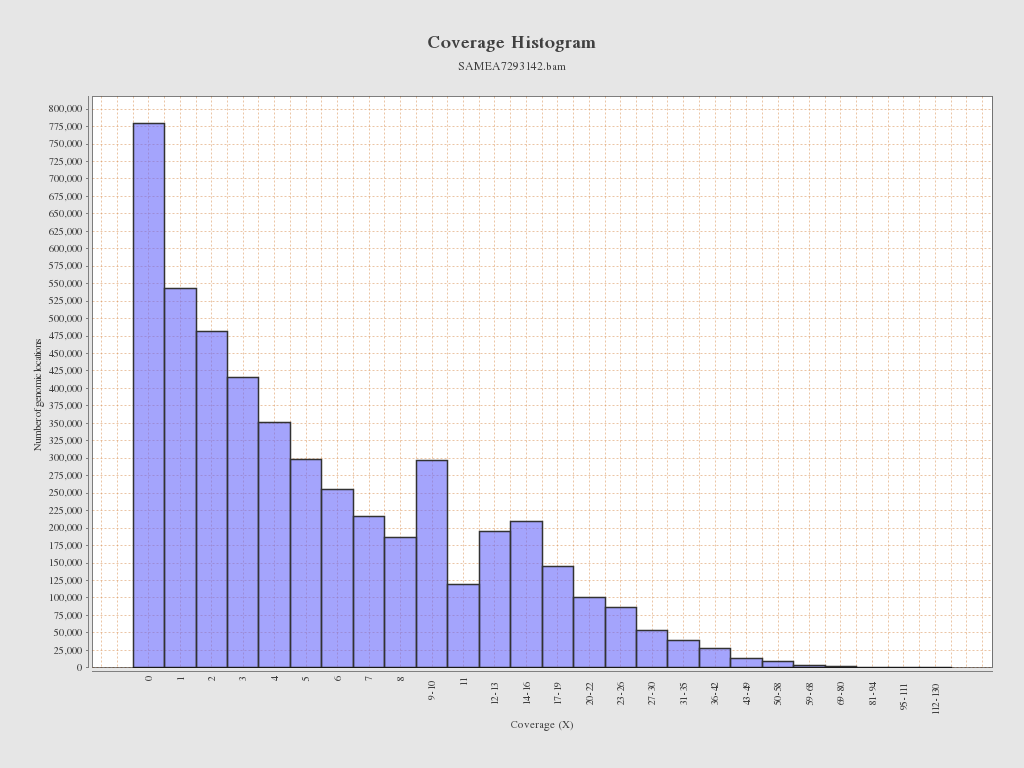 Coverage Histogram
SAMEA7293142.bam
Number of genomic locations
800,000
775,000
750,000
725,000
700,000
675,000
650,000
625,000
600,000
575,000
550,000
525,000
500,000
475,000
450,000
425,000
400,000
375,000
350,000
325,000
300,000
275,000
250,000
225,000
200,000
175,000
150,000
125,000
100,000
75,000
50,000
25,000
0
0
1
2
3
4
5
6
7
8
9 - 10
11
12 - 13
14 - 16
17 - 19
20 - 22
23 - 26
27 - 30
31 - 35
36 - 42
43 - 49
50 - 58
59 - 68
69 - 80
81 - 94
95 - 111
112 - 130
Coverage (X)